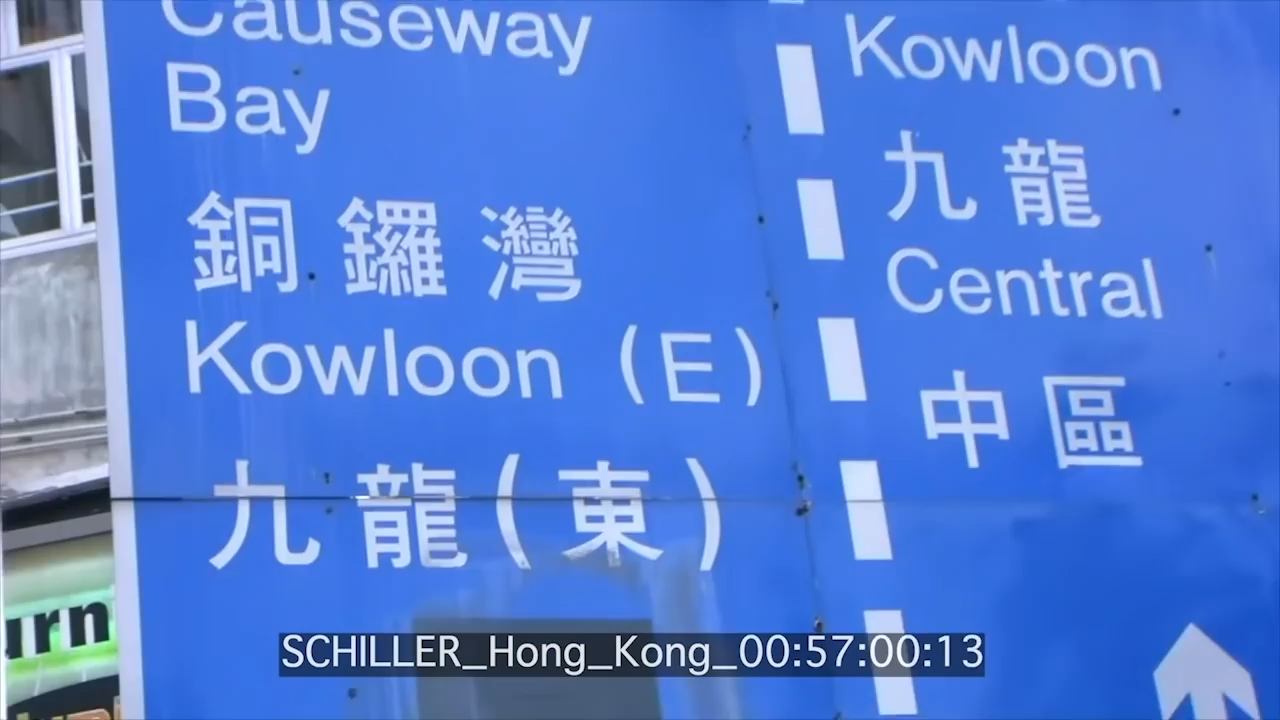 Causeway
Bay
銅鑼灣
Kowloon (E)
九龍(東)
Kowloon
九龍
Central
中區
urn
SCHILLER_Hong_Kong_00:57:00:13